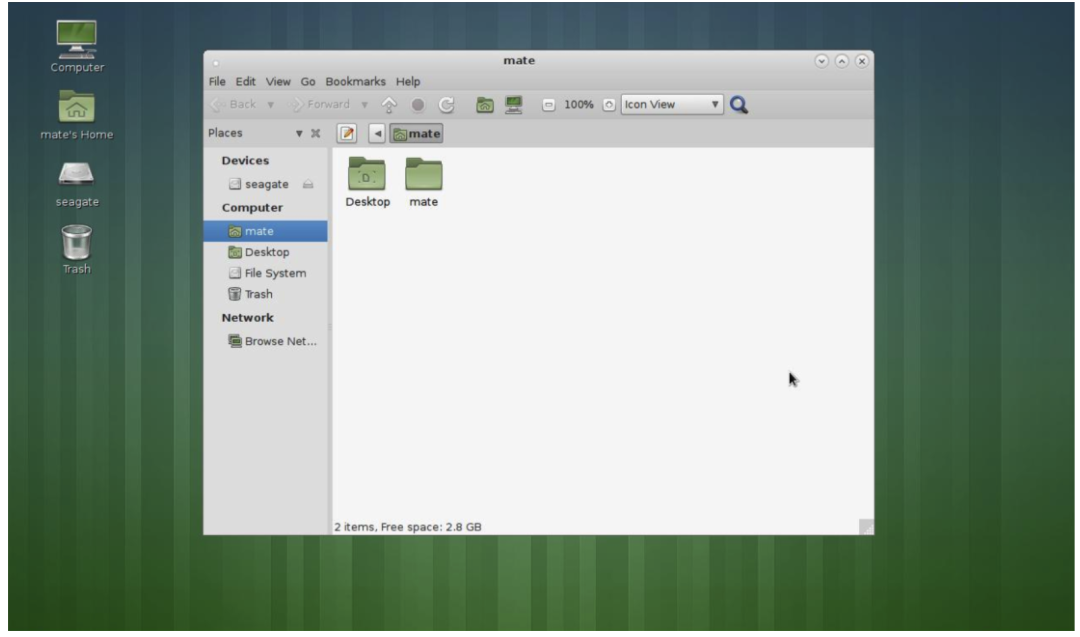 Computer
mate's Home
seagate
Trash
mate
File Edit View Go Bookmarks Help
Back Forward 100% Icon View
Places mate
Devices
seagate
Computer
mate
Desktop
File System
Trash
Network
Browse Net...
D
Desktop mate
2 items, Free space: 2.8 GB